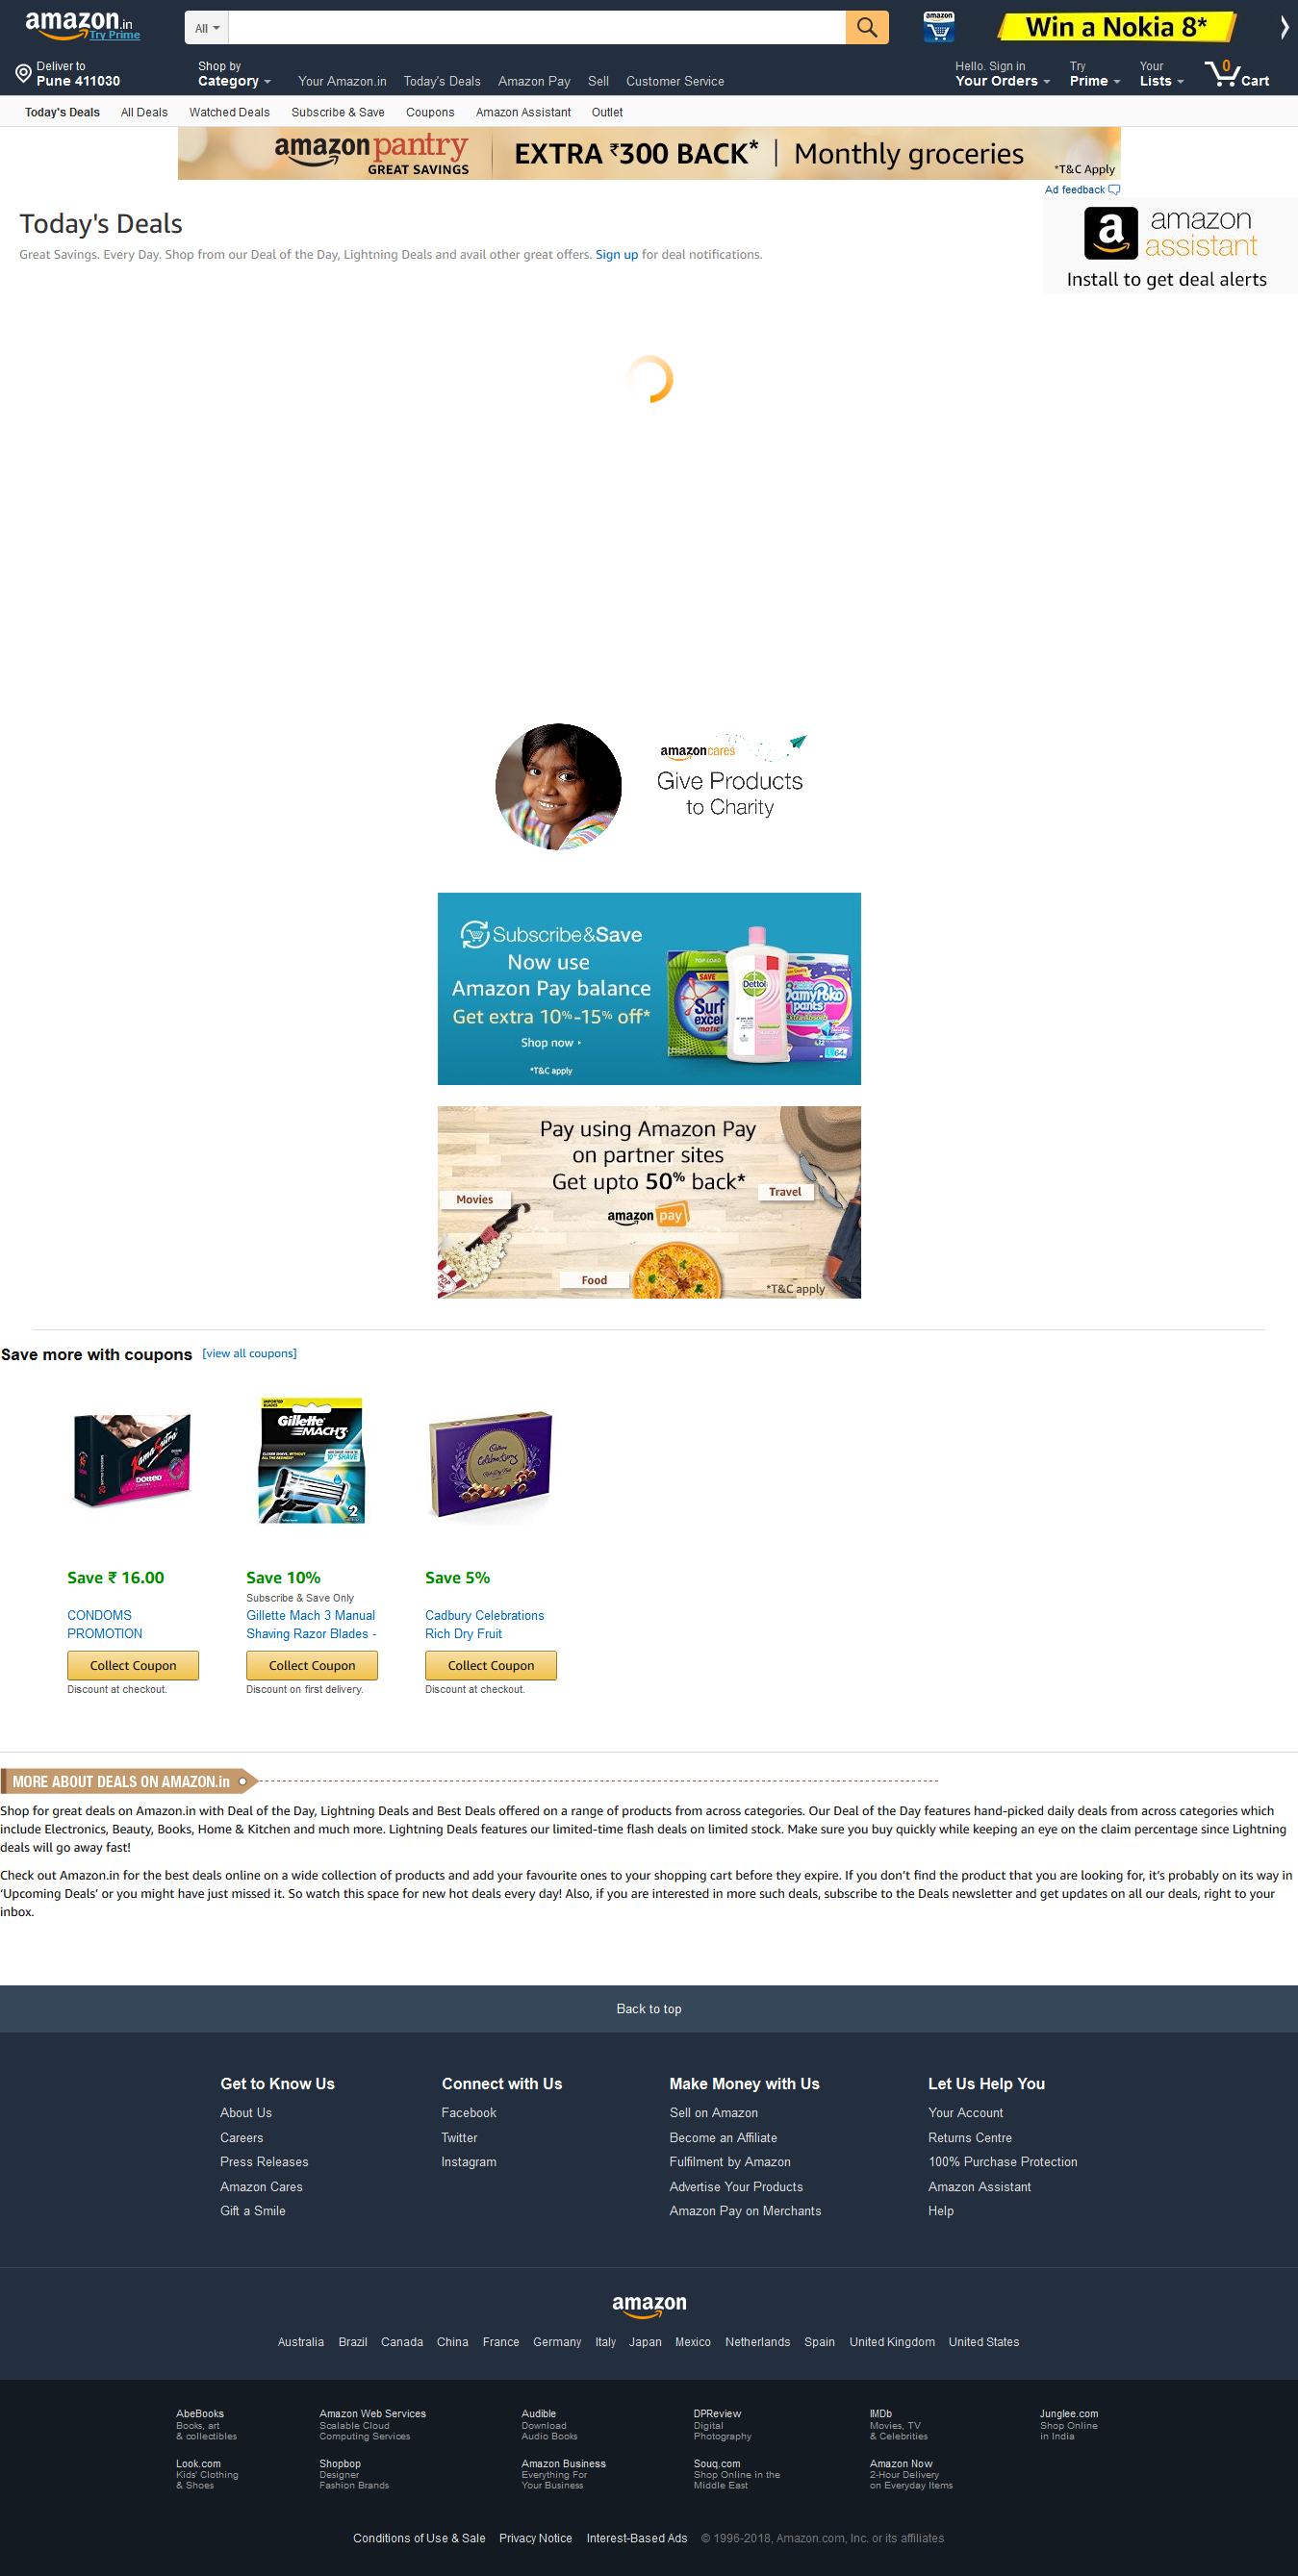 amazon.in
Try Prime
All
amazon
Win a Nokia 8*
Deliver to
Pune 411030
Shop by
Category
Your Amazon.in Today's Deals Amazon Pay Sell Customer Service
Hello. Sign in
Your Orders
Try
Prime
Your
Lists
0
Cart
Today's Deals All Deals Watched Deals Subscribe & Save Coupons Amazon Assistant Outlet
amazon pantry
GREAT SAVINGS
EXTRA ₹300 BACK* | Monthly groceries
*T&C Apply
Ad feedback
Today's Deals
Great Savings. Every Day. Shop from our Deal of the Day, Lightning Deals and avail other great offers. Sign up for deal notifications.
a
amazon
assistant
Install to get deal alerts
amazoncares
Give Products
to Charity
Subscribe&Save
Now use
Amazon Pay balance
Get extra 10%-15% off*
Shop now
*T&C apply
TOP LOAD
SAVE
Surf
excel
matic
Dettol
MamyPoko
pants
64
Pay using Amazon Pay
on partner sites
Get upto 50% back*
amazon pay
Movies
Travel
Food
*T&C apply
Save more with coupons [view all coupons]
KamaSutra
DOTTED
Gillette
MACH3
2
Cadbury
Celebrations
Rich Dry Fruit
Save ₹ 16.00
CONDOMS
PROMOTION
Collect Coupon
Discount at checkout.
Save 10%
Subscribe & Save Only
Gillette Mach 3 Manual
Shaving Razor Blades -
Collect Coupon
Discount on first delivery.
Save 5%
Cadbury Celebrations
Rich Dry Fruit
Collect Coupon
Discount at checkout.
MORE ABOUT DEALS ON AMAZON.in
Shop for great deals on Amazon.in with Deal of the Day, Lightning Deals and Best Deals offered on a range of products from across categories. Our Deal of the Day features hand-picked daily deals from across categories which
include Electronics, Beauty, Books, Home & Kitchen and much more. Lightning Deals features our limited-time flash deals on limited stock. Make sure you buy quickly while keeping an eye on the claim percentage since Lightning
deals will go away fast!
Check out Amazon.in for the best deals online on a wide collection of products and add your favourite ones to your shopping cart before they expire. If you don’t find the product that you are looking for, it’s probably on its way in
‘Upcoming Deals’ or you might have just missed it. So watch this space for new hot deals every day! Also, if you are interested in more such deals, subscribe to the Deals newsletter and get updates on all our deals, right to your
inbox.
Back to top
Get to Know Us
About Us
Careers
Press Releases
Amazon Cares
Gift a Smile
Connect with Us
Facebook
Twitter
Instagram
Make Money with Us
Sell on Amazon
Become an Affiliate
Fulfilment by Amazon
Advertise Your Products
Amazon Pay on Merchants
Let Us Help You
Your Account
Returns Centre
100% Purchase Protection
Amazon Assistant
Help
amazon
Australia Brazil Canada China France Germany Italy Japan Mexico Netherlands Spain United Kingdom United States
AbeBooks
Books, art
& collectibles
Amazon Web Services
Scalable Cloud
Computing Services
Audible
Download
Audio Books
DPReview
Digital
Photography
IMDb
Movies, TV
& Celebrities
Junglee.com
Shop Online
in India
Look.com
Kids' Clothing
& Shoes
Shopbop
Designer
Fashion Brands
Amazon Business
Everything For
Your Business
Souq.com
Shop Online in the
Middle East
Amazon Now
2-Hour Delivery
on Everyday Items
Conditions of Use & Sale Privacy Notice Interest-Based Ads © 1996-2018, Amazon.com, Inc. or its affiliates